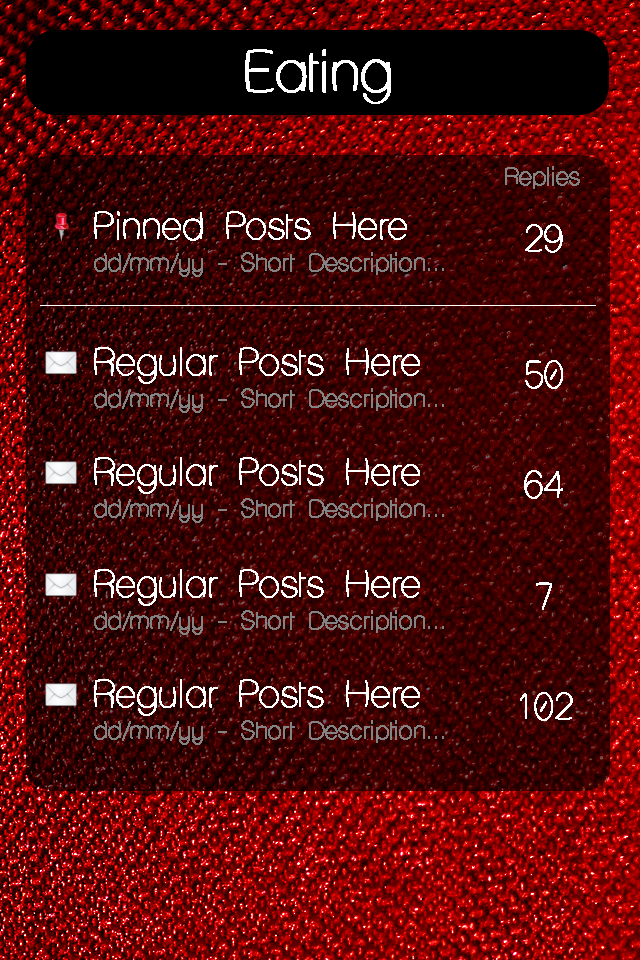 Eating
Replies
Pinned Posts Here
29
dd/mm/yy - Short Description...
Regular Posts Here
50
dd/mm/yy - Short Description...
Regular Posts Here
64
dd/mm/yy - Short Description...
Regular Posts Here
7
dd/mm/yy - Short Description...
Regular Posts Here
102
dd/mm/yy - Short Description...